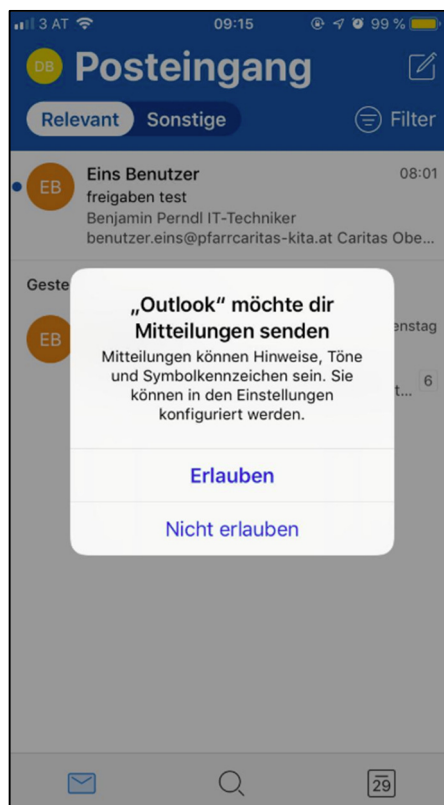 3 AT 09:15 99 %
DB Posteingang
Relevant Sonstige Filter
EB Eins Benutzer 08:01
freigaben test
Benjamin Perndl IT-Techniker
benutzer.eins@pfarrcaritas-kita.at Caritas Obe...
Geste
EB enstag
t... 6
„Outlook“ möchte dir
Mitteilungen senden
Mitteilungen können Hinweise, Töne
und Symbolkennzeichen sein. Sie
können in den Einstellungen
konfiguriert werden.
Erlauben
Nicht erlauben
29